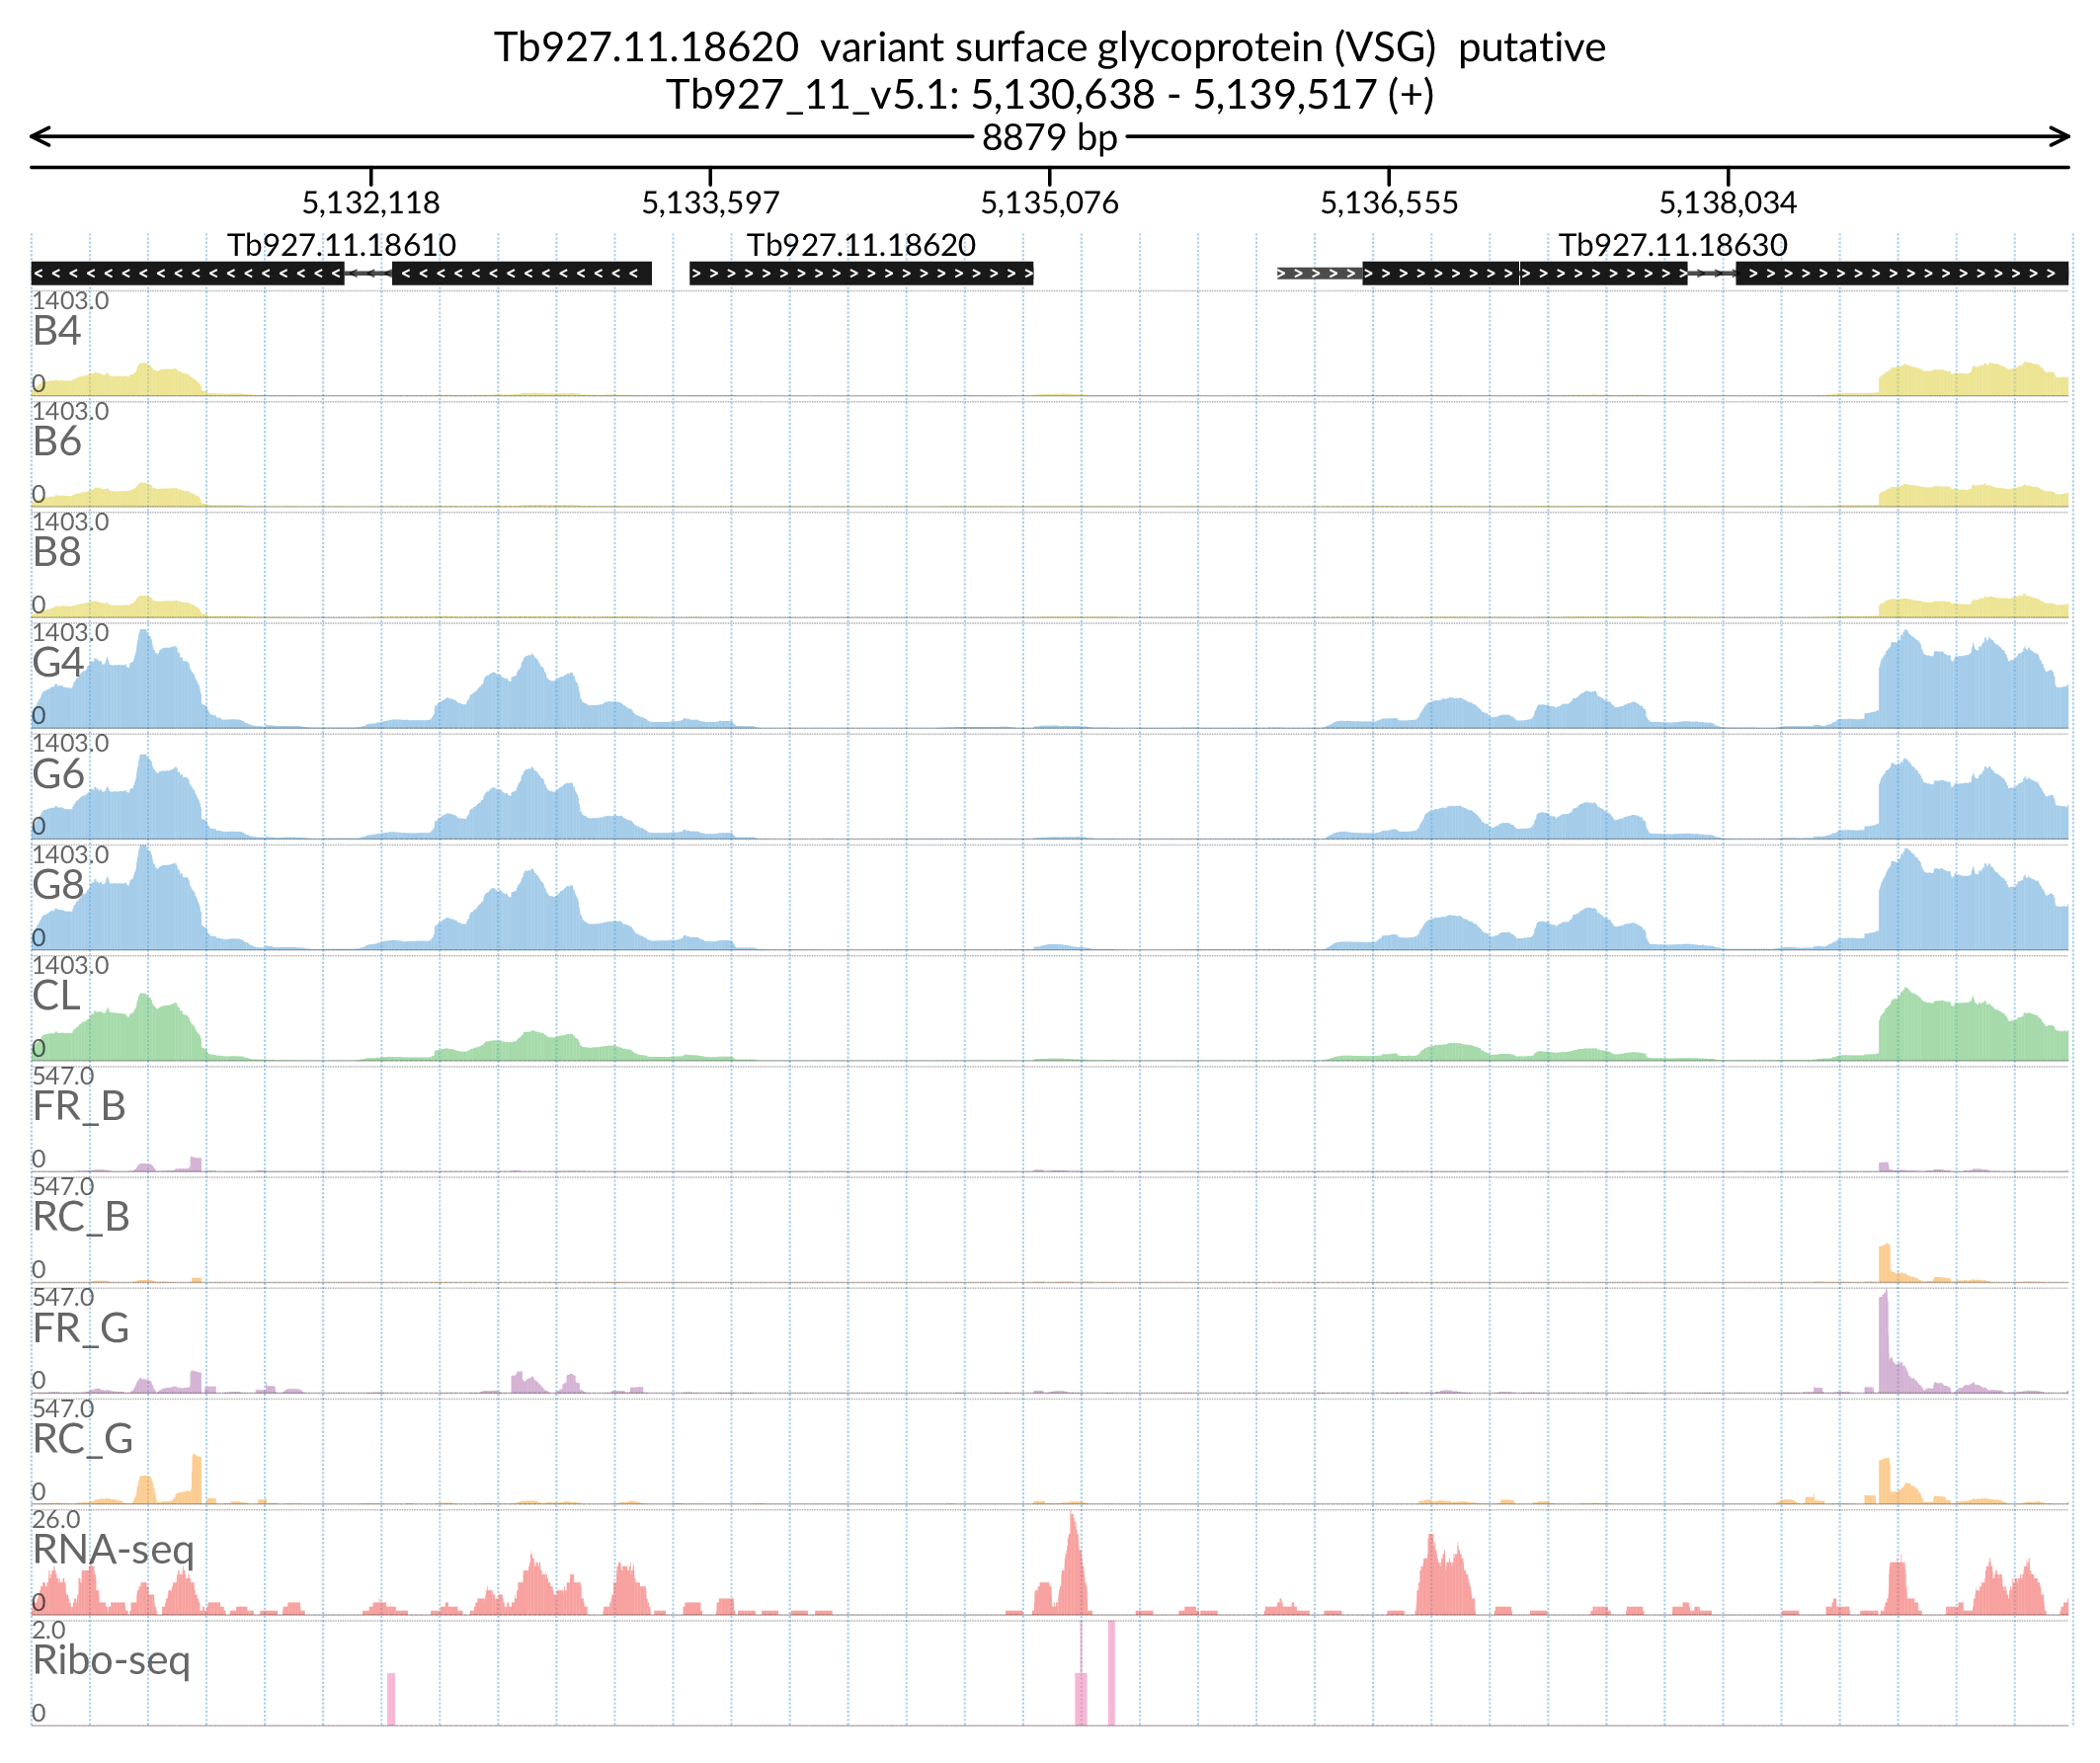 Tb927.11.18620  variant surface glycoprotein (VSG)  putative
Tb927_11_v5.1: 5,130,638 - 5,139,517 (+)
8879 bp
5,132,118 5,133,597 5,135,076 5,136,555 5,138,034
Tb927.11.18610 Tb927.11.18620 Tb927.11.18630
1403.0
B4
0
1403.0
B6
0
1403.0
B8
0
1403.0
G4
0
1403.0
G6
0
1403.0
G8
0
1403.0
CL
0
547.0
FR_B
0
547.0
RC_B
0
547.0
FR_G
0
547.0
RC_G
0
26.0
RNA-seq
0
2.0
Ribo-seq
0